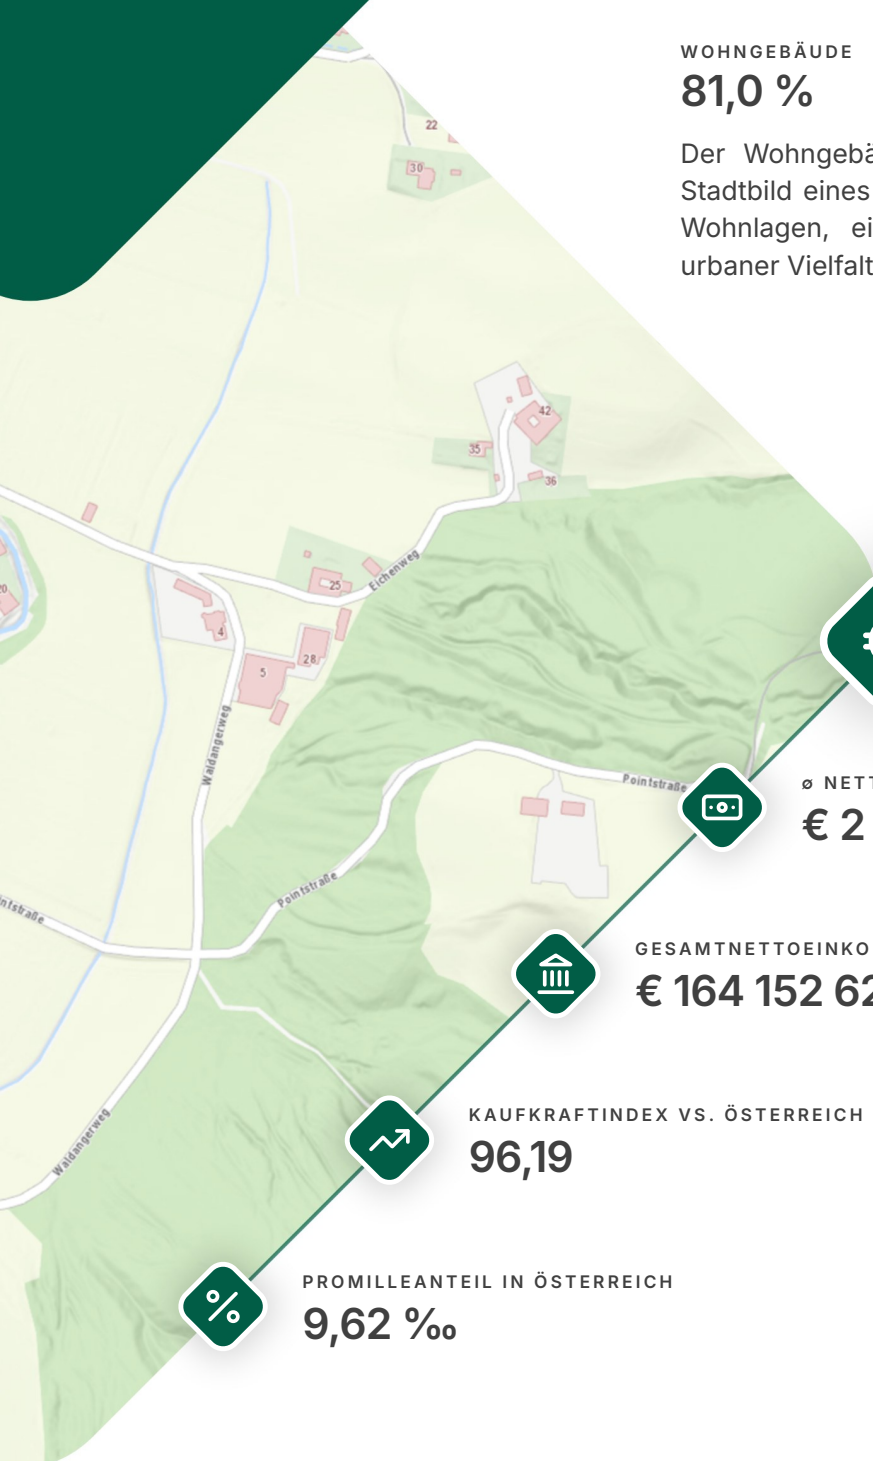 WOHNGEBÄUDE
81,0 %
Der Wohngebä
Stadtbild eines
Wohnlagen, ei
urbaner Vielfalt
22
30
42
35
36
Eichenweg
25
20
4
28
5
Waldangerweg
Pointstraße
ø NETT
€ 2
Pointstraße
ntstraße
GESAMTNETTOEINKO
€ 164 152 62
Waldangerweg
KAUFKRAFTINDEX VS. ÖSTERREICH
96,19
PROMILLEANTEIL IN ÖSTERREICH
9,62 ‰